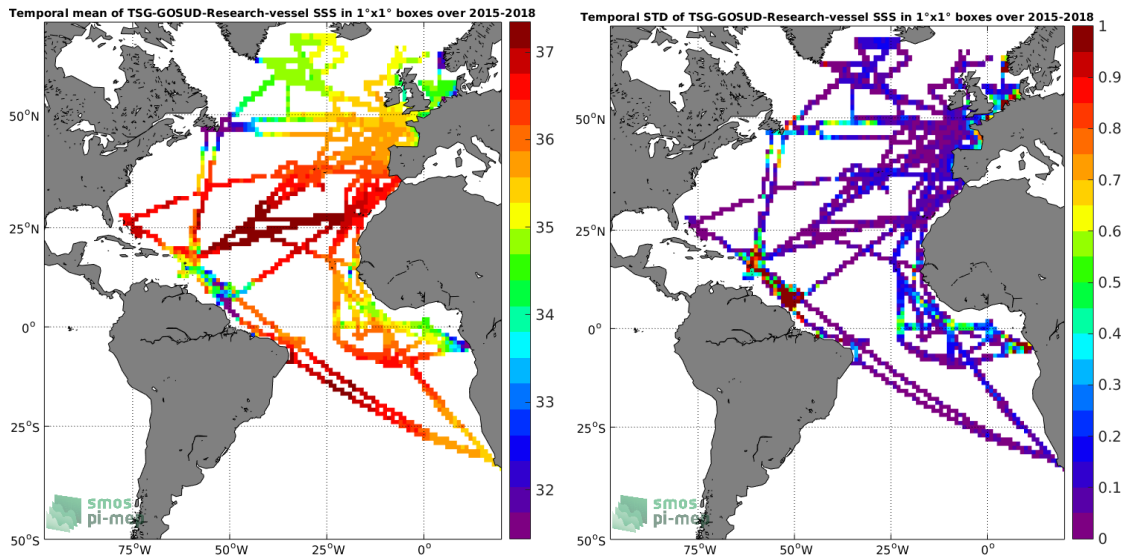 Temporal mean of TSG-GOSUD-Research-vessel SSS in 1°x1° boxes over 2015-2018
50°N
25°N
0°
25°S
50°S
75°W
50°W
25°W
0°
37
36
35
34
33
32
smos
pi-mep
Temporal STD of TSG-GOSUD-Research-vessel SSS in 1°x1° boxes over 2015-2018
50°N
25°N
0°
25°S
50°S
75°W
50°W
25°W
0°
1
0.9
0.8
0.7
0.6
0.5
0.4
0.3
0.2
0.1
0
smos
pi-mep